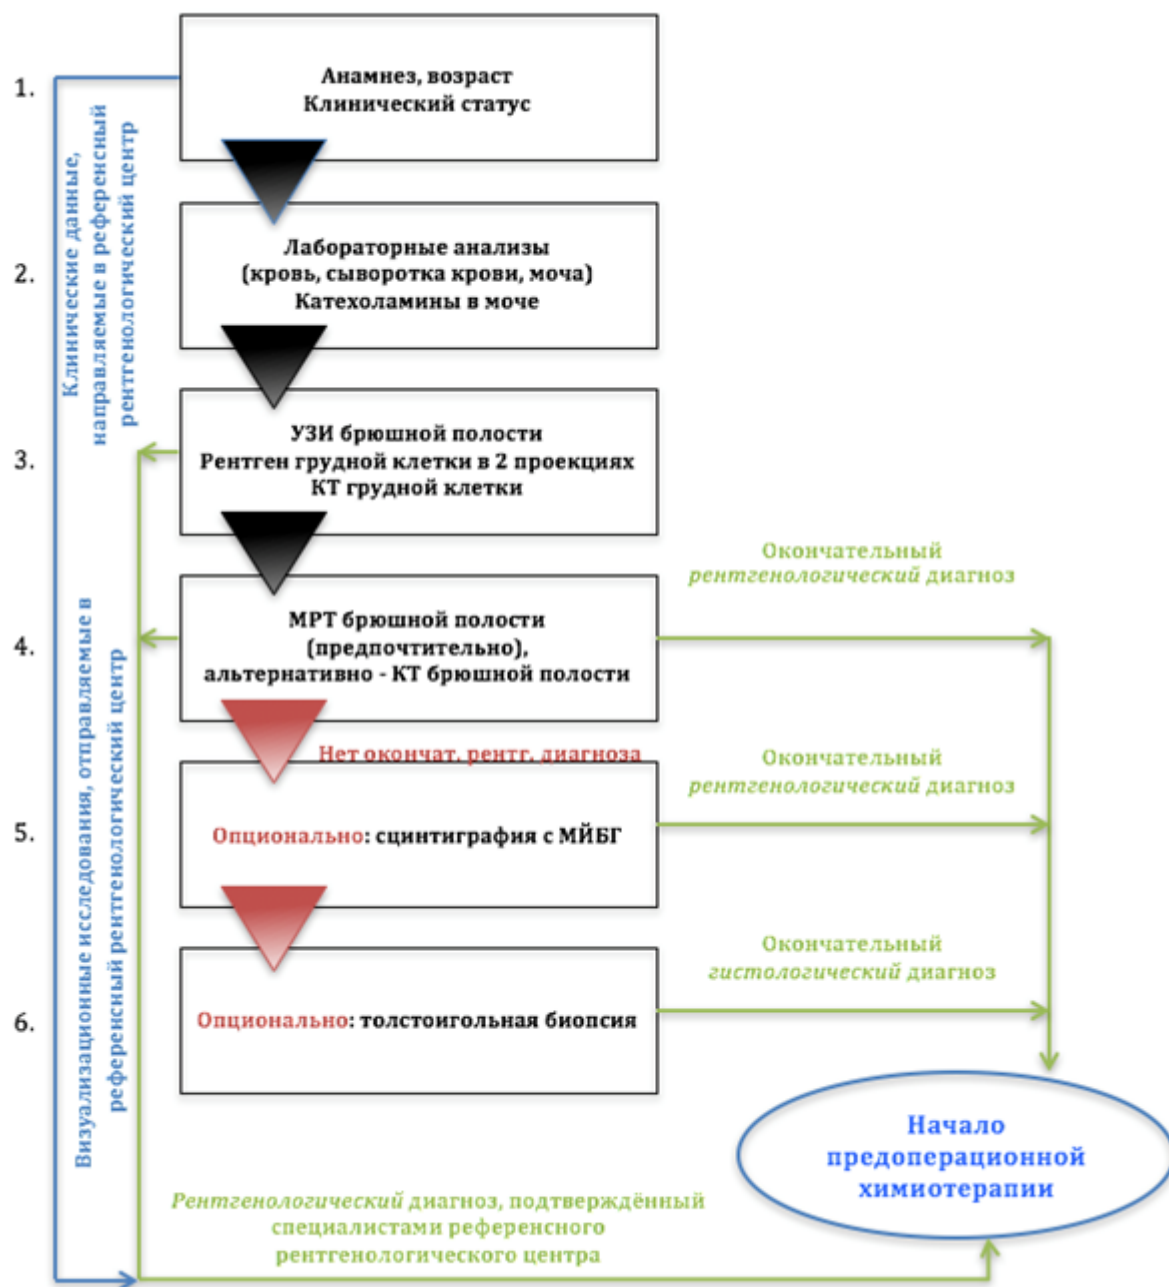 1.
Анамнез, возраст
Клинический статус
Клинические данные,
направляемые в референсный
рентгенологический центр
2.
Лабораторные анализы
(кровь, сыворотка крови, моча)
Катехоламины в моче
3.
УЗИ брюшной полости
Рентген грудной клетки в 2 проекциях
КТ грудной клетки
4.
МРТ брюшной полости
(предпочтительно),
альтернативно - КТ брюшной полости
Окончательный
рентгенологический диагноз
Нет окончат. рентг. диагноза
Визуализационные исследования, отправляемые в
референсный рентгенологический центр
5.
Опционально: сцинтиграфия с МЙБГ
Окончательный
рентгенологический диагноз
6.
Опционально: толстоигольная биопсия
Окончательный
гистологический диагноз
Начало
предоперационной
химиотерапии
Рентгенологический диагноз, подтверждённый
специалистами референсного
рентгенологического центра